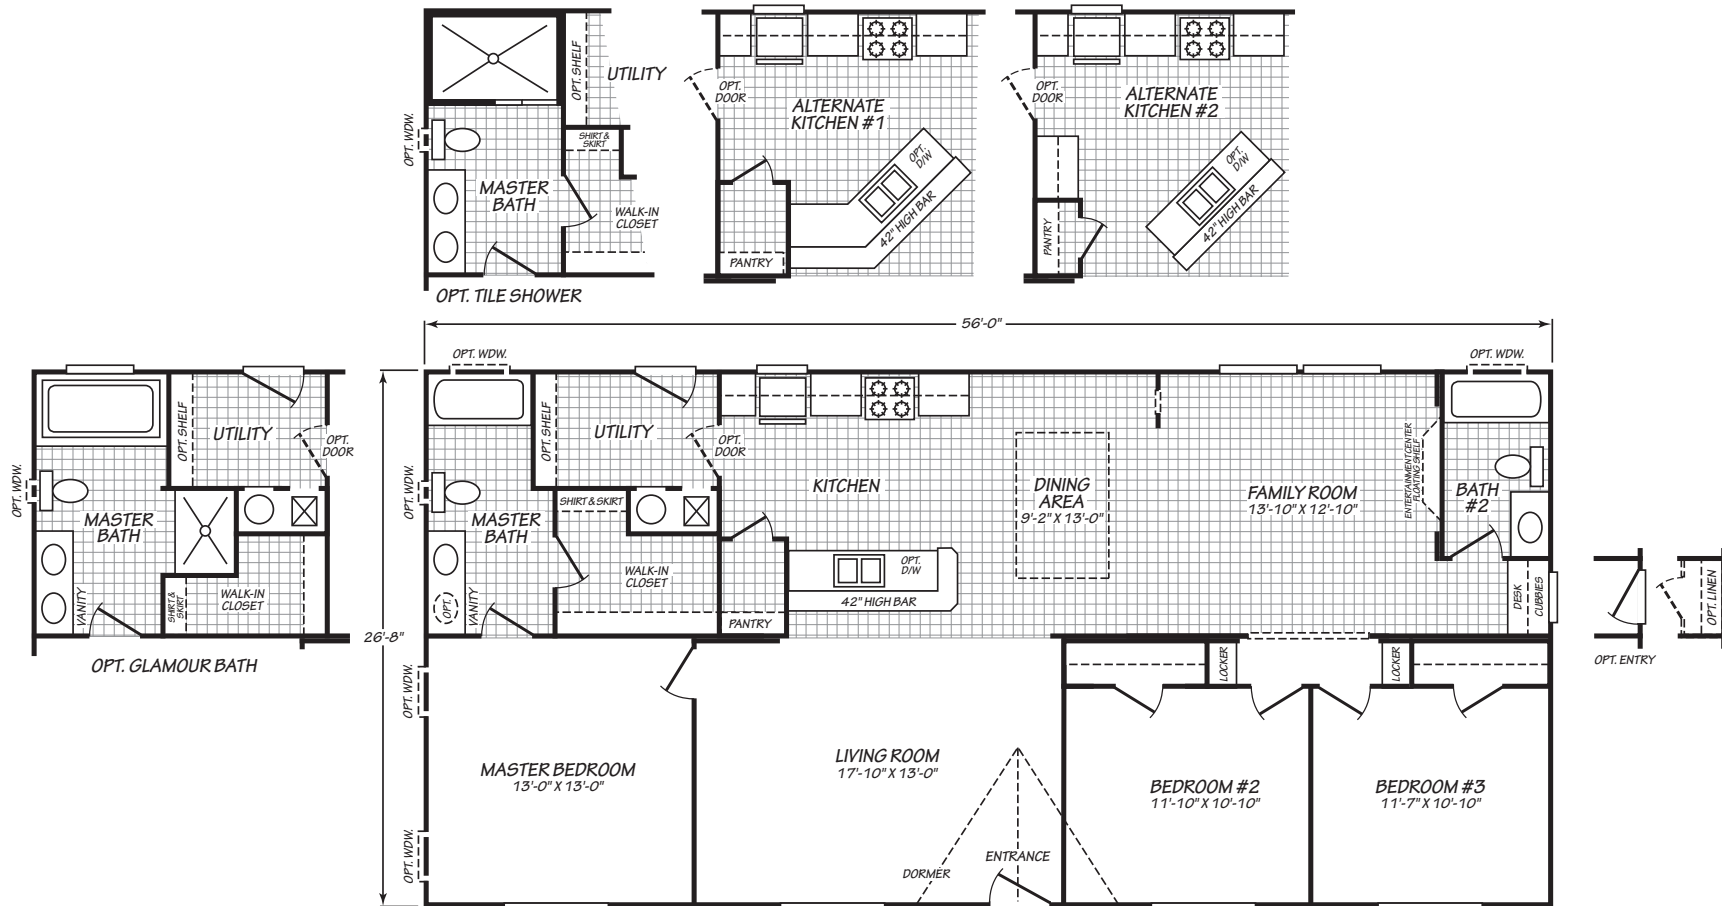 OPT. SHELF
UTILITY
OPT. WDW.
SHIRT &
SKIRT
MASTER
BATH
WALK-IN
CLOSET
OPT. TILE SHOWER
OPT.
DOOR
ALTERNATE
KITCHEN #1
OPT.
D/W
42" HIGH BAR
PANTRY
OPT.
DOOR
ALTERNATE
KITCHEN #2
OPT.
D/W
42" HIGH BAR
PANTRY
56'-0"
26'-8"
OPT. SHELF
UTILITY
OPT.
DOOR
OPT. WDW.
MASTER
BATH
VANITY
SHIRT &
SKIRT
WALK-IN
CLOSET
OPT. GLAMOUR BATH
OPT. WDW.
OPT. SHELF
UTILITY
OPT.
DOOR
OPT. WDW.
SHIRT & SKIRT
MASTER
BATH
OPT.
VANITY
WALK-IN
CLOSET
PANTRY
KITCHEN
OPT.
D/W
42" HIGH BAR
DINING
AREA
9'-2" X 13'-0"
FAMILY ROOM
13'-10" X 12'-10"
ENTERTAINMENT CENTER
FLOATING SHELF
OPT. WDW.
BATH
#2
DESK
CUBBIES
OPT. LINEN
OPT. ENTRY
OPT. WDW.
OPT. WDW.
MASTER BEDROOM
13'-0" X 13'-0"
LIVING ROOM
17'-10" X 13'-0"
DORMER
ENTRANCE
LOCKER
LOCKER
BEDROOM #2
11'-10" X 10'-10"
BEDROOM #3
11'-7" X 10'-10"